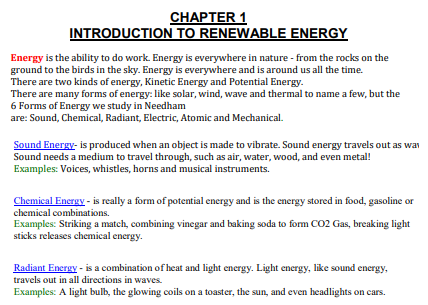 CHAPTER 1
INTRODUCTION TO RENEWABLE ENERGY
Energy is the ability to do work. Energy is everywhere in nature - from the rocks on the
ground to the birds in the sky. Energy is everywhere and is around us all the time.
There are two kinds of energy, Kinetic Energy and Potential Energy.
There are many forms of energy: like solar, wind, wave and thermal to name a few, but the
6 Forms of Energy we study in Needham
are: Sound, Chemical, Radiant, Electric, Atomic and Mechanical.
Sound Energy- is produced when an object is made to vibrate. Sound energy travels out as
Sound needs a medium to travel through, such as air, water, wood, and even metal!
Examples: Voices, whistles, horns and musical instruments.
Chemical Energy - is really a form of potential energy and is the energy stored in food, gasoline or
chemical combinations.
Examples: Striking a match, combining vinegar and baking soda to form CO2 Gas, breaking light
sticks releases chemical energy.
Radiant Energy - is a combination of heat and light energy. Light energy, like sound energy,
travels out in all directions in waves.
Examples: A light bulb, the glowing coils on a toaster, the sun, and even headlights on cars.